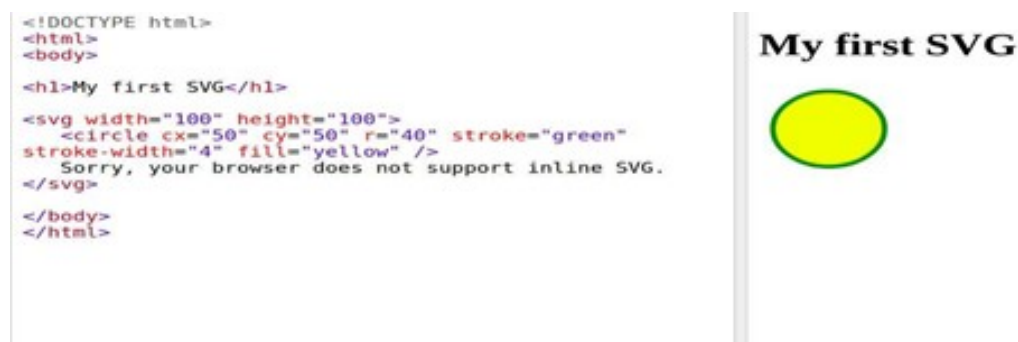 <!DOCTYPE html>
<html>
<body>
<h1>My first SVG</h1>
<svg width="100" height="100">
<circle cx="50" cy="50" r="40" stroke="green"
stroke-width="4" fill="yellow" />
Sorry, your browser does not support inline SVG.
</svg>
</body>
</html>
My first SVG